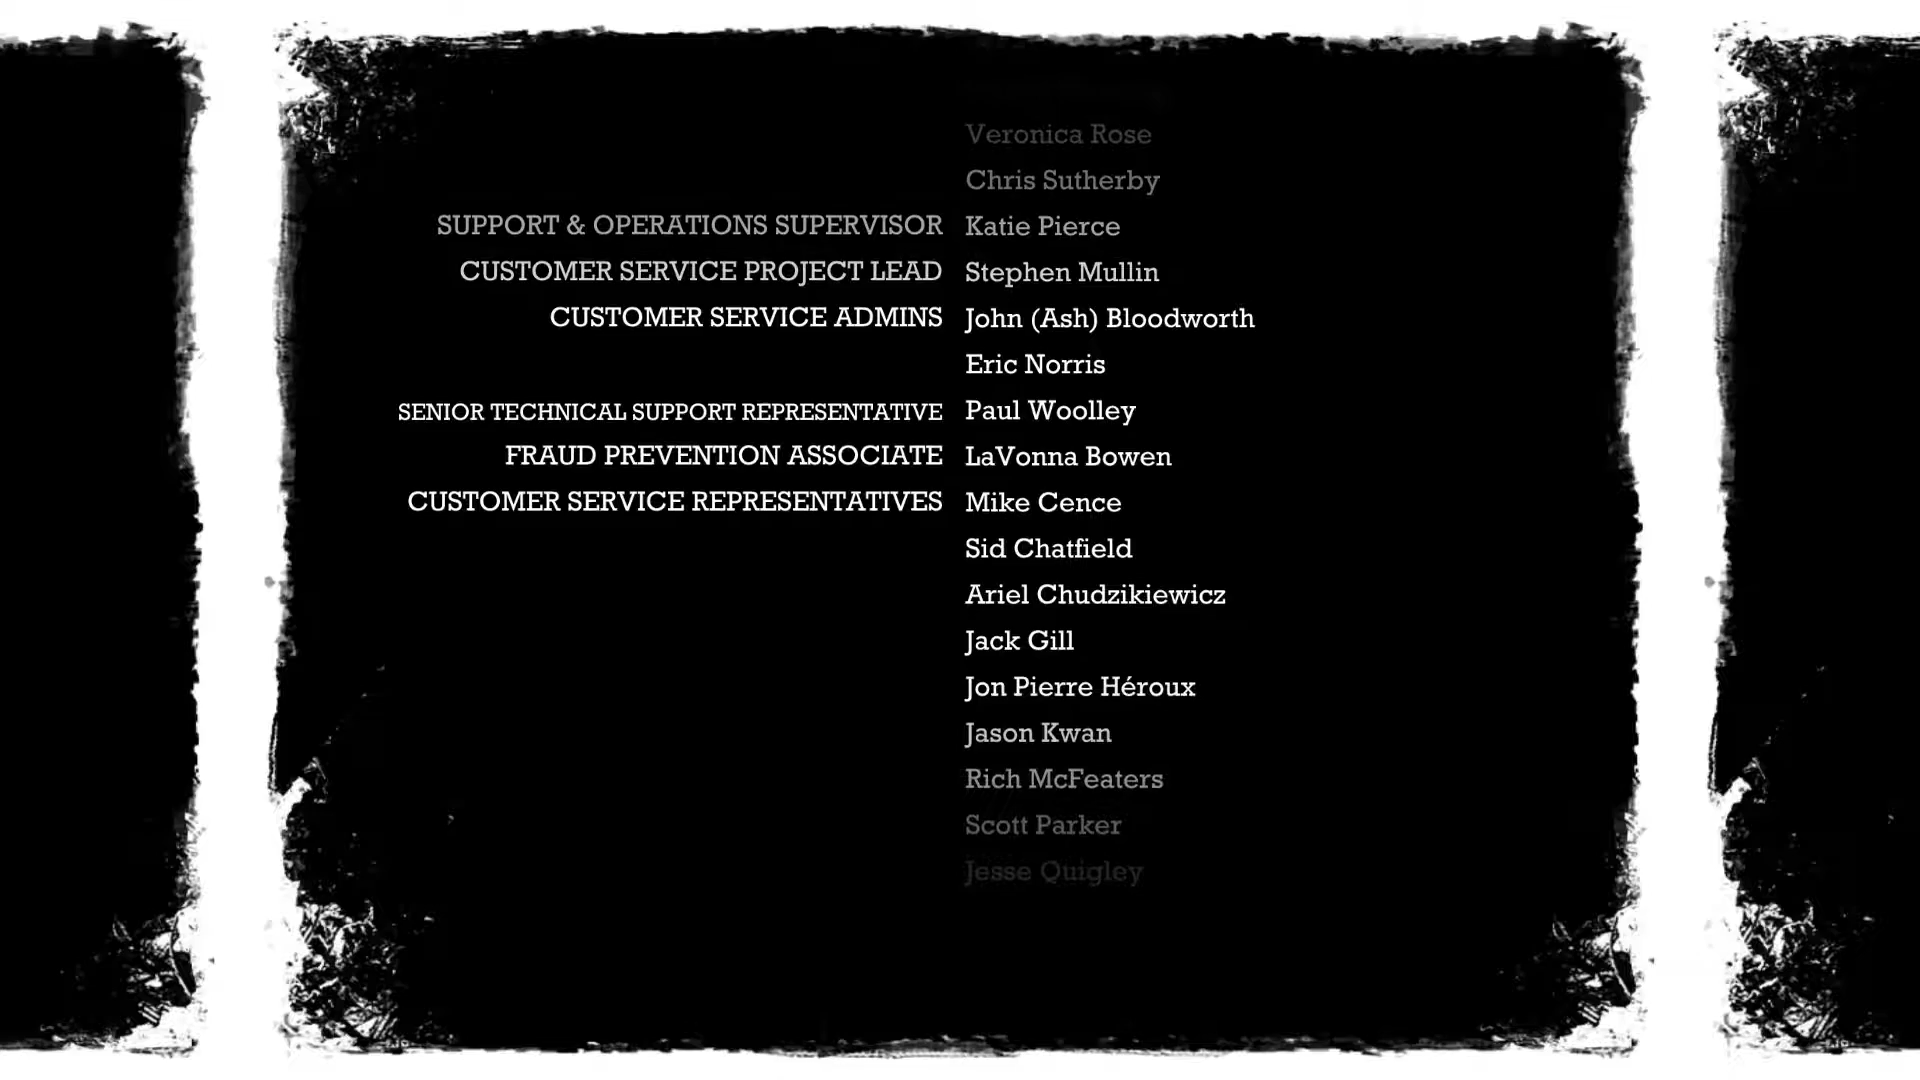 Veronica Rose
Chris Sutherby
SUPPORT & OPERATIONS SUPERVISOR Katie Pierce
CUSTOMER SERVICE PROJECT LEAD Stephen Mullin
CUSTOMER SERVICE ADMINS John (Ash) Bloodworth
Eric Norris
SENIOR TECHNICAL SUPPORT REPRESENTATIVE Paul Woolley
FRAUD PREVENTION ASSOCIATE LaVonna Bowen
CUSTOMER SERVICE REPRESENTATIVES Mike Cence
Sid Chatfield
Ariel Chudzikiewicz
Jack Gill
Jon Pierre Héroux
Jason Kwan
Rich McFeaters
Scott Parker
Jesse Quigley